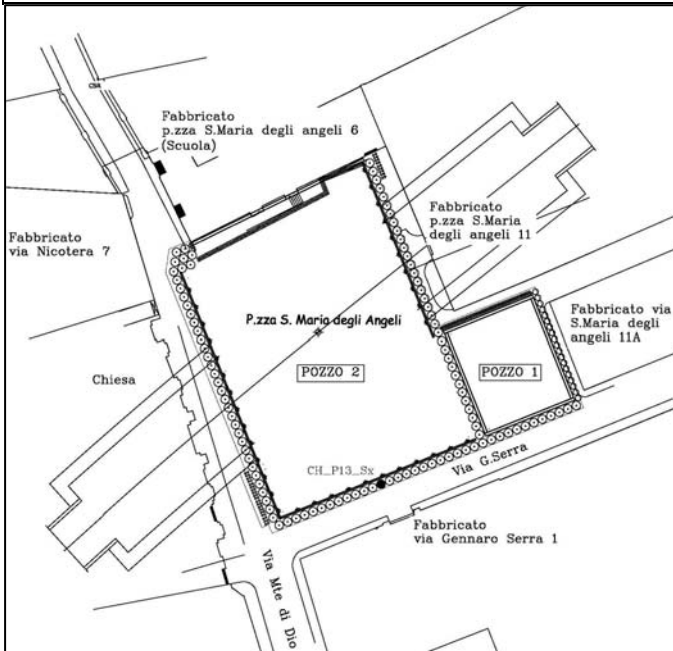 Fabbricato
p.zza S.Maria degli angeli 6
(Scuola)
Fabbricato
via Nicotera 7
Fabbricato
p.zza S.Maria
degli angeli 11
P.zza S. Maria degli Angeli
Fabbricato via
S.Maria degli
angeli 11A
Chiesa
POZZO 2
POZZO 1
CH_P13_Sx
Via G.Serra
Fabbricato
via Gennaro Serra 1
Via Mte di Dio